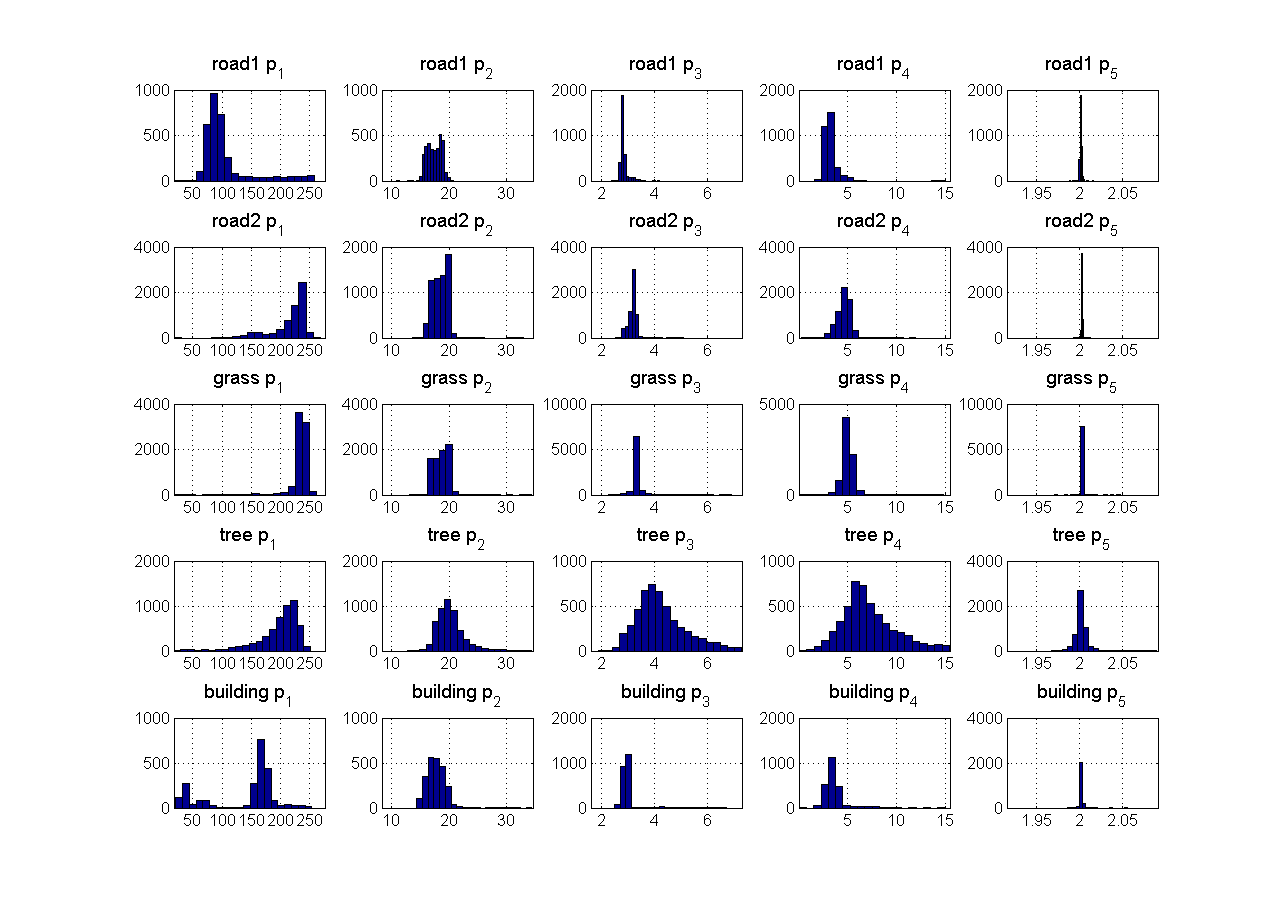 road1 p1 road1 p2 road1 p3 road1 p4 road1 p5
1000 500 2000 2000 2000
500 1000 1000 1000
0 0 0 0 0
50 100 150 200 250 10 20 30 2 4 6 5 10 15 1.95 2 2.05
road2 p1 road2 p2 road2 p3 road2 p4 road2 p5
4000 2000 4000 4000 4000
2000 1000 2000 2000 2000
0 0 0 0 0
50 100 150 200 250 10 20 30 2 4 6 5 10 15 1.95 2 2.05
grass p1 grass p2 grass p3 grass p4 grass p5
4000 4000 10000 5000 10000
2000 2000 5000 5000
0 0 0 0 0
50 100 150 200 250 10 20 30 2 4 6 5 10 15 1.95 2 2.05
tree p1 tree p2 tree p3 tree p4 tree p5
2000 2000 1000 1000 4000
1000 1000 500 500 2000
0 0 0 0 0
50 100 150 200 250 10 20 30 2 4 6 5 10 15 1.95 2 2.05
building p1 building p2 building p3 building p4 building p5
1000 1000 2000 2000 4000
500 500 1000 1000 2000
0 0 0 0 0
50 100 150 200 250 10 20 30 2 4 6 5 10 15 1.95 2 2.05